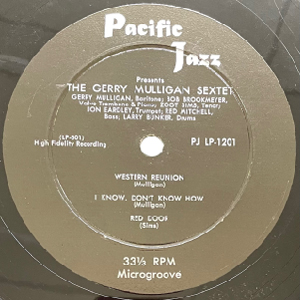 Pacific
Jazz
Presents
THE GERRY MULLIGAN SEXTET
GERRY MULLIGAN, Baritone; BOB BROOKMEYER,
Valve Trombone & Piano; ZOOT SIMS, Tenor;
JON EARDLEY, Trumpet; RED MITCHELL,
Bass; LARRY BUNKER, Drums
(LP-601)
High Fidelity Recording
PJ LP-1201
WESTERN REUNION
(Mulligan)
I KNOW, DON'T KNOW HOW
(Mulligan)
RED DOOR
(Sims)
33⅓ RPM
Microgroove